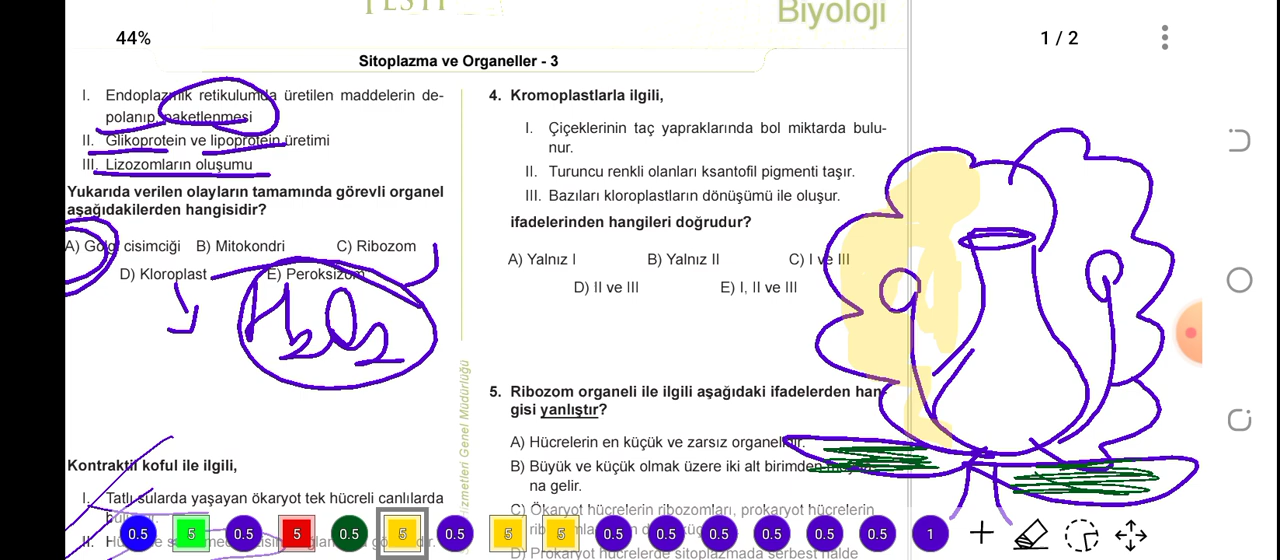 TESTİ
Biyoloji
44%
1 / 2
Sitoplazma ve Organeller - 3
I. Endoplazmik retikulumda üretilen maddelerin de-
polanıp, paketlenmesi
II. Glikoprotein ve lipoprotein üretimi
III. Lizozomların oluşumu
Yukarıda verilen olayların tamamında görevli organel
aşağıdakilerden hangisidir?
A) Golgi cisimciği B) Mitokondri C) Ribozom
D) Kloroplast E) Peroksizom
H2O2
Kontraktil koful ile ilgili,
I. Tatlı sularda yaşayan ökaryot tek hücreli canlılarda
II.
4. Kromoplastlarla ilgili,
I. Çiçeklerinin taç yapraklarında bol miktarda bulu-
nur.
II. Turuncu renkli olanları ksantofil pigmenti taşır.
III. Bazıları kloroplastların dönüşümü ile oluşur.
ifadelerinden hangileri doğrudur?
A) Yalnız I B) Yalnız II C) I ve III
D) II ve III E) I, II ve III
5. Ribozom organeli ile ilgili aşağıdaki ifadelerden han-
gisi yanlıştır?
A) Hücrelerin en küçük ve zarsız organelidir.
B) Büyük ve küçük olmak üzere iki alt birimden
na gelir.
C) Ökaryot hücrelerin ribozomları, prokaryot hücrelerin
D) Prokaryot hücrelerde sitoplazmada serbest halde
Hizmetleri Genel Müdürlüğü
0.5 5 0.5 5 0.5 5 0.5 5 5 0.5 0.5 0.5 0.5 0.5 1